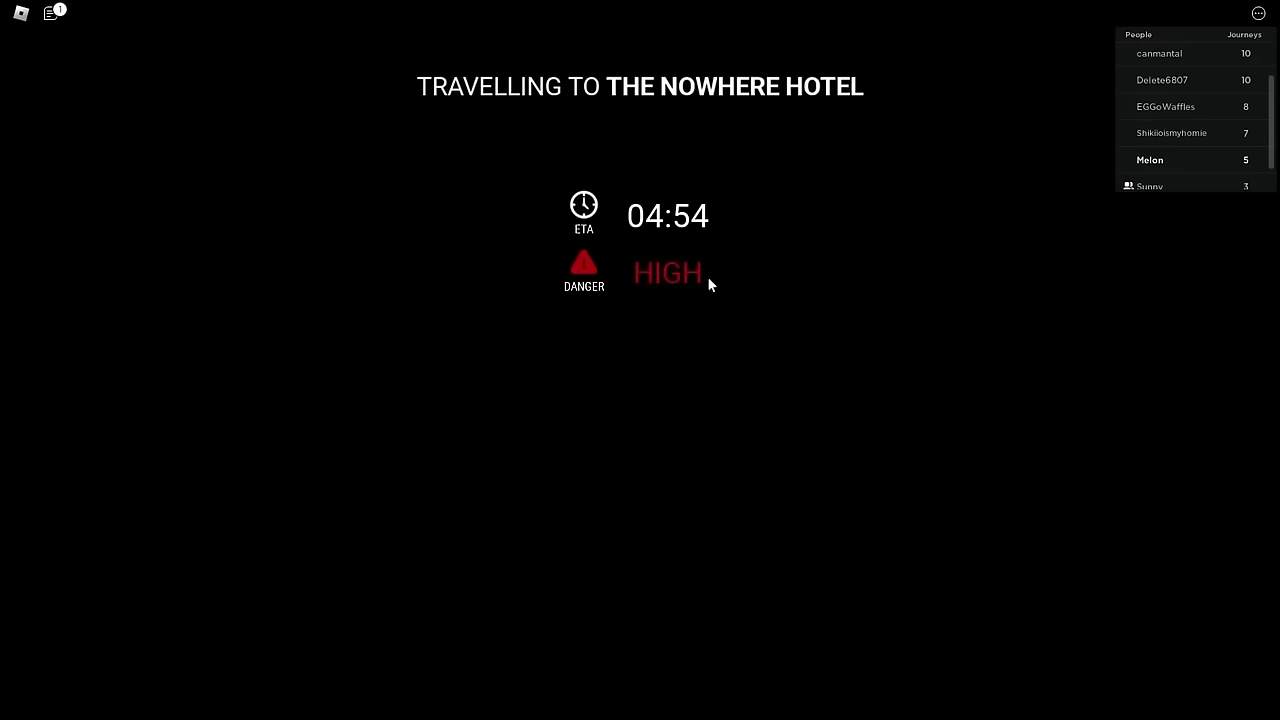 1
People Journeys
canmantal 10
Delete6807 10
EGGoWaffles 8
Shikiioismyhomie 7
Melon 5
Sunny 3
TRAVELLING TO THE NOWHERE HOTEL
ETA 04:54
DANGER HIGH